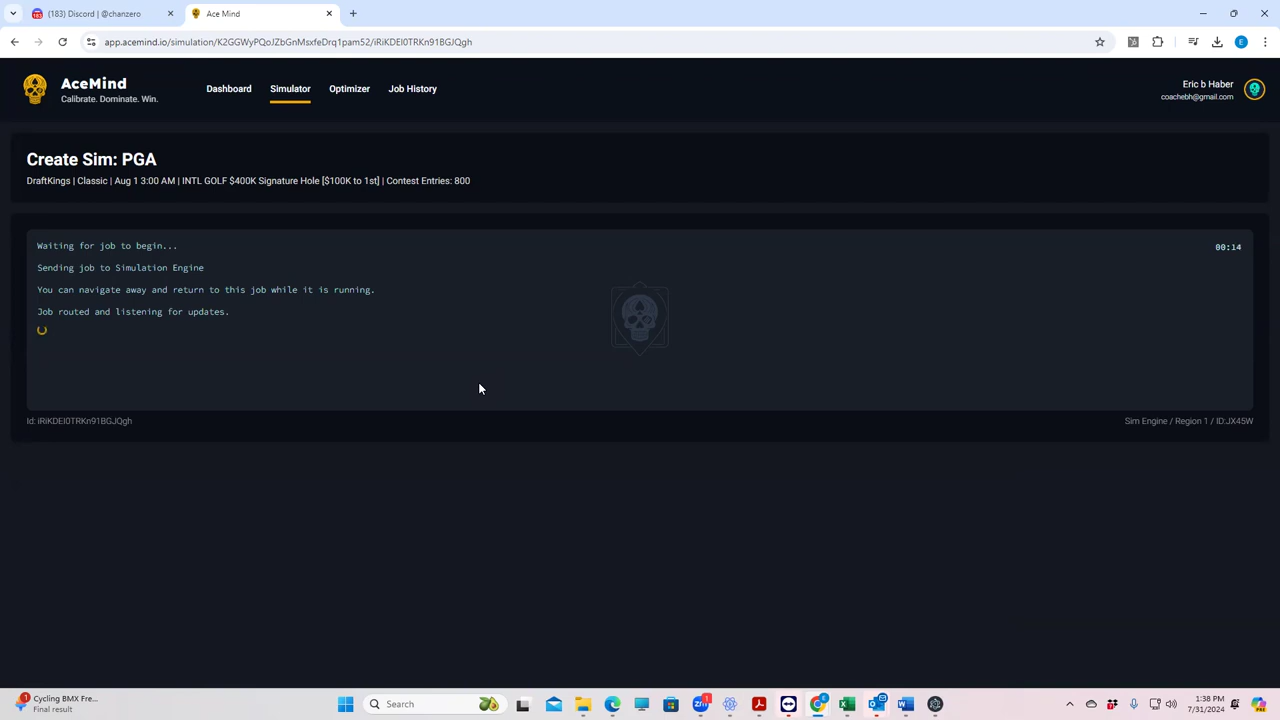 (183) Discord | @chanzero
Ace Mind
app.acemind.io/simulation/K2GGWyPQoJZbGnMsxfeDrq1pam52/iRiKDEl0TRKn91BGJQgh
E
AceMind
Calibrate. Dominate. Win.
Dashboard
Simulator
Optimizer
Job History
Eric b Haber
coachebh@gmail.com
Create Sim: PGA
DraftKings | Classic | Aug 1 3:00 AM | INTL GOLF $400K Signature Hole [$100K to 1st] | Contest Entries: 800
Waiting for job to begin...
00:14
Sending job to Simulation Engine
You can navigate away and return to this job while it is running.
Job routed and listening for updates.
Id: iRiKDEl0TRKn91BGJQgh
Sim Engine / Region 1 / ID:JX45W
1
Cycling BMX Fre...
Final result
Search
1
1:38 PM
7/31/2024